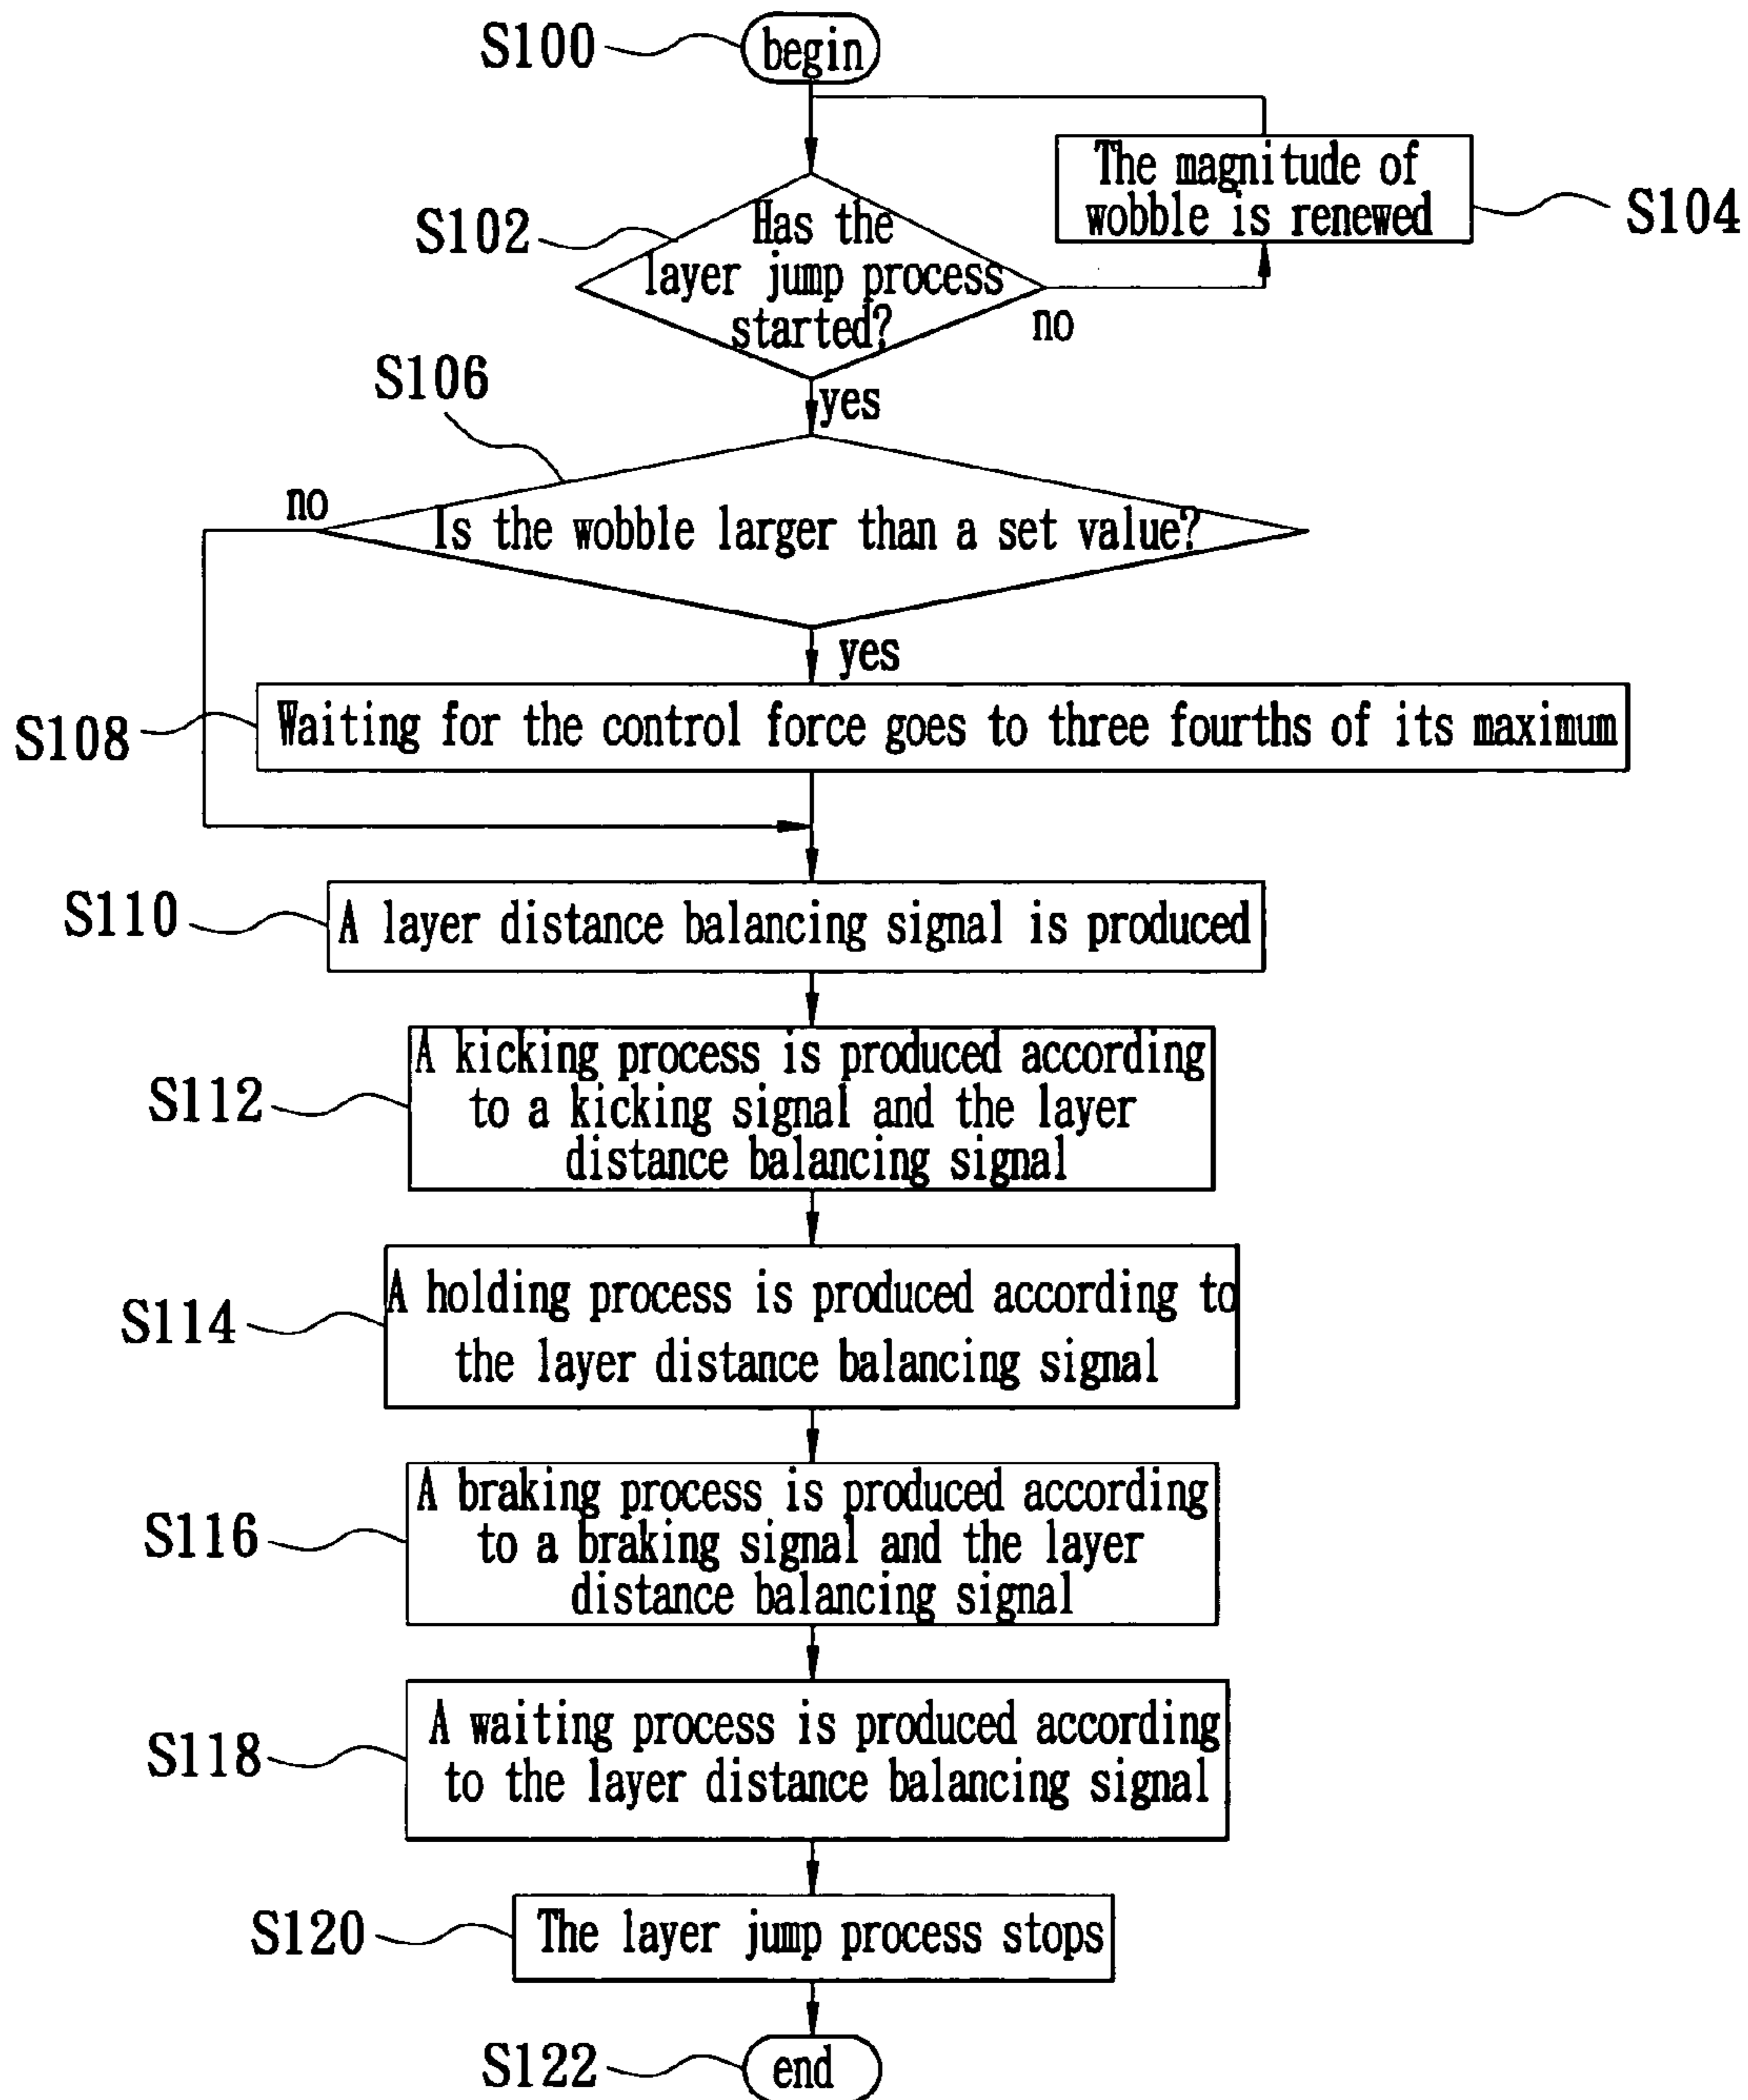 S100
begin
The magnitude of
wobble is renewed
S104
S102
Has the
layer jump process
started?
no
yes
S106
no
Is the wobble larger than a set value?
yes
S108
Waiting for the control force goes to three fourths of its maximum
S110
A layer distance balancing signal is produced
S112
A kicking process is produced according
to a kicking signal and the layer
distance balancing signal
S114
A holding process is produced according to
the layer distance balancing signal
S116
A braking process is produced according
to a braking signal and the layer
distance balancing signal
S118
A waiting process is produced according
to the layer distance balancing signal
S120
The layer jump process stops
S122
end